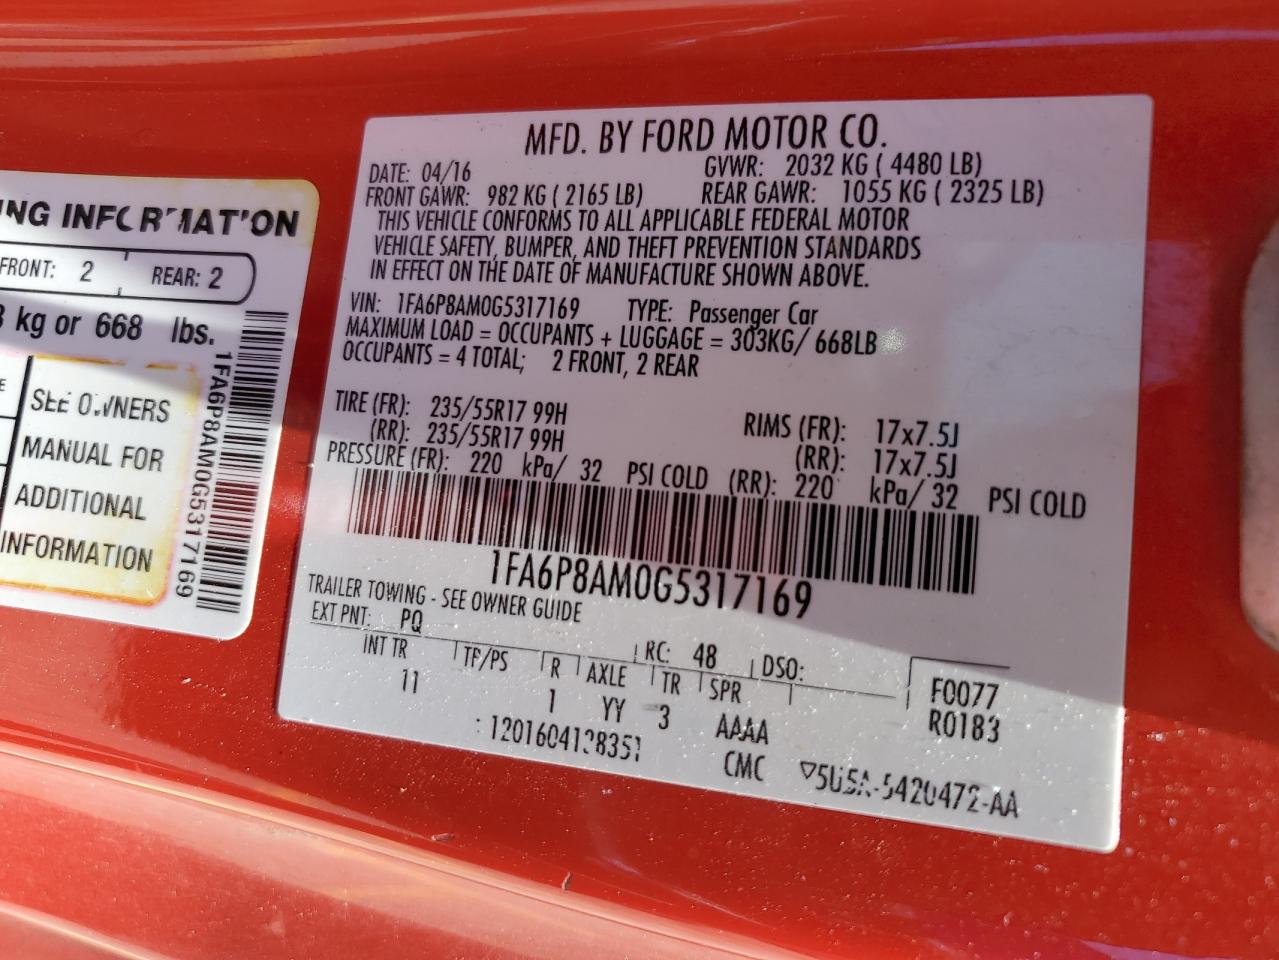 NG INFORMATION
FRONT: 2 REAR: 2
3 kg or 668 lbs.
SEE OWNERS
MANUAL FOR
ADDITIONAL
INFORMATION
1FA6P8AM0G5317169
MFD. BY FORD MOTOR CO.
DATE: 04/16 GVWR: 2032 KG ( 4480 LB)
FRONT GAWR: 982 KG ( 2165 LB) REAR GAWR: 1055 KG ( 2325 LB)
THIS VEHICLE CONFORMS TO ALL APPLICABLE FEDERAL MOTOR
VEHICLE SAFETY, BUMPER, AND THEFT PREVENTION STANDARDS
IN EFFECT ON THE DATE OF MANUFACTURE SHOWN ABOVE.
VIN: 1FA6P8AM0G5317169 TYPE: Passenger Car
MAXIMUM LOAD = OCCUPANTS + LUGGAGE = 303KG/ 668LB
OCCUPANTS = 4 TOTAL; 2 FRONT, 2 REAR
TIRE (FR): 235/55R17 99H RIMS (FR): 17x7.5J
(RR): 235/55R17 99H (RR): 17x7.5J
PRESSURE (FR): 220 kPa/ 32 PSI COLD (RR): 220 kPa/ 32 PSI COLD
1FA6P8AM0G5317169
TRAILER TOWING - SEE OWNER GUIDE
EXT PNT: PQ RC: 48 DSO: F0077
INT TR TP/PS R AXLE TR SPR R0183
11 1 YY 3 AAAA
CMC